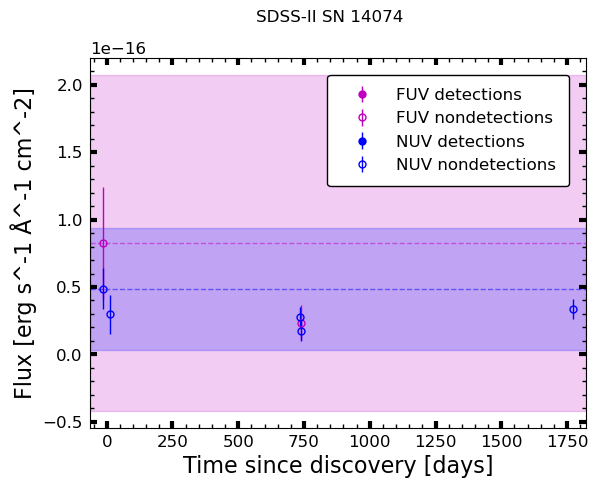 SDSS-II SN 14074
1e−16
FUV detections
FUV nondetections
NUV detections
NUV nondetections
2.0
1.5
1.0
0.5
0.0
−0.5
Flux [erg s^-1 Å^-1 cm^-2]
0 250 500 750 1000 1250 1500 1750
Time since discovery [days]